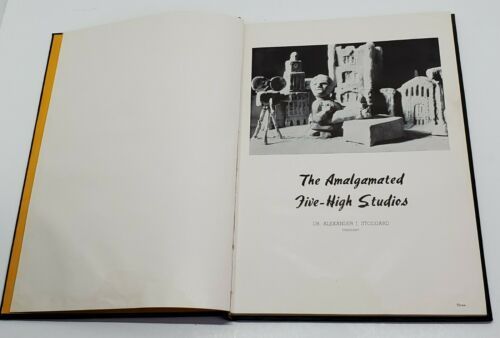 The Amalgamated
Five-High Studios
DR. ALEXANDER J. STODDARD
PRESIDENT
Three